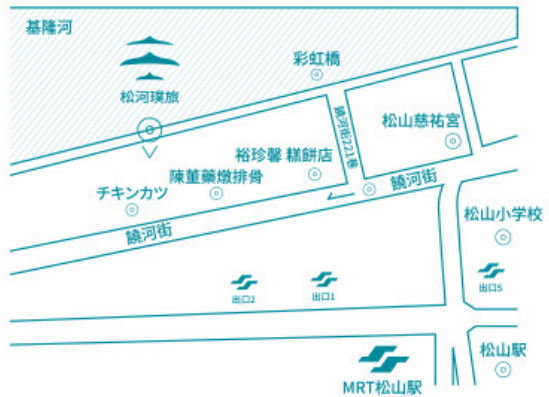 基隆河
彩虹橋
松河璞旅
饒河街221巷
松山慈祐宮
裕珍馨 糕餅店
陳董藥燉排骨
饒河街
チキンカツ
松山小学校
饒河街
出口5
出口2
出口1
松山駅
MRT松山駅